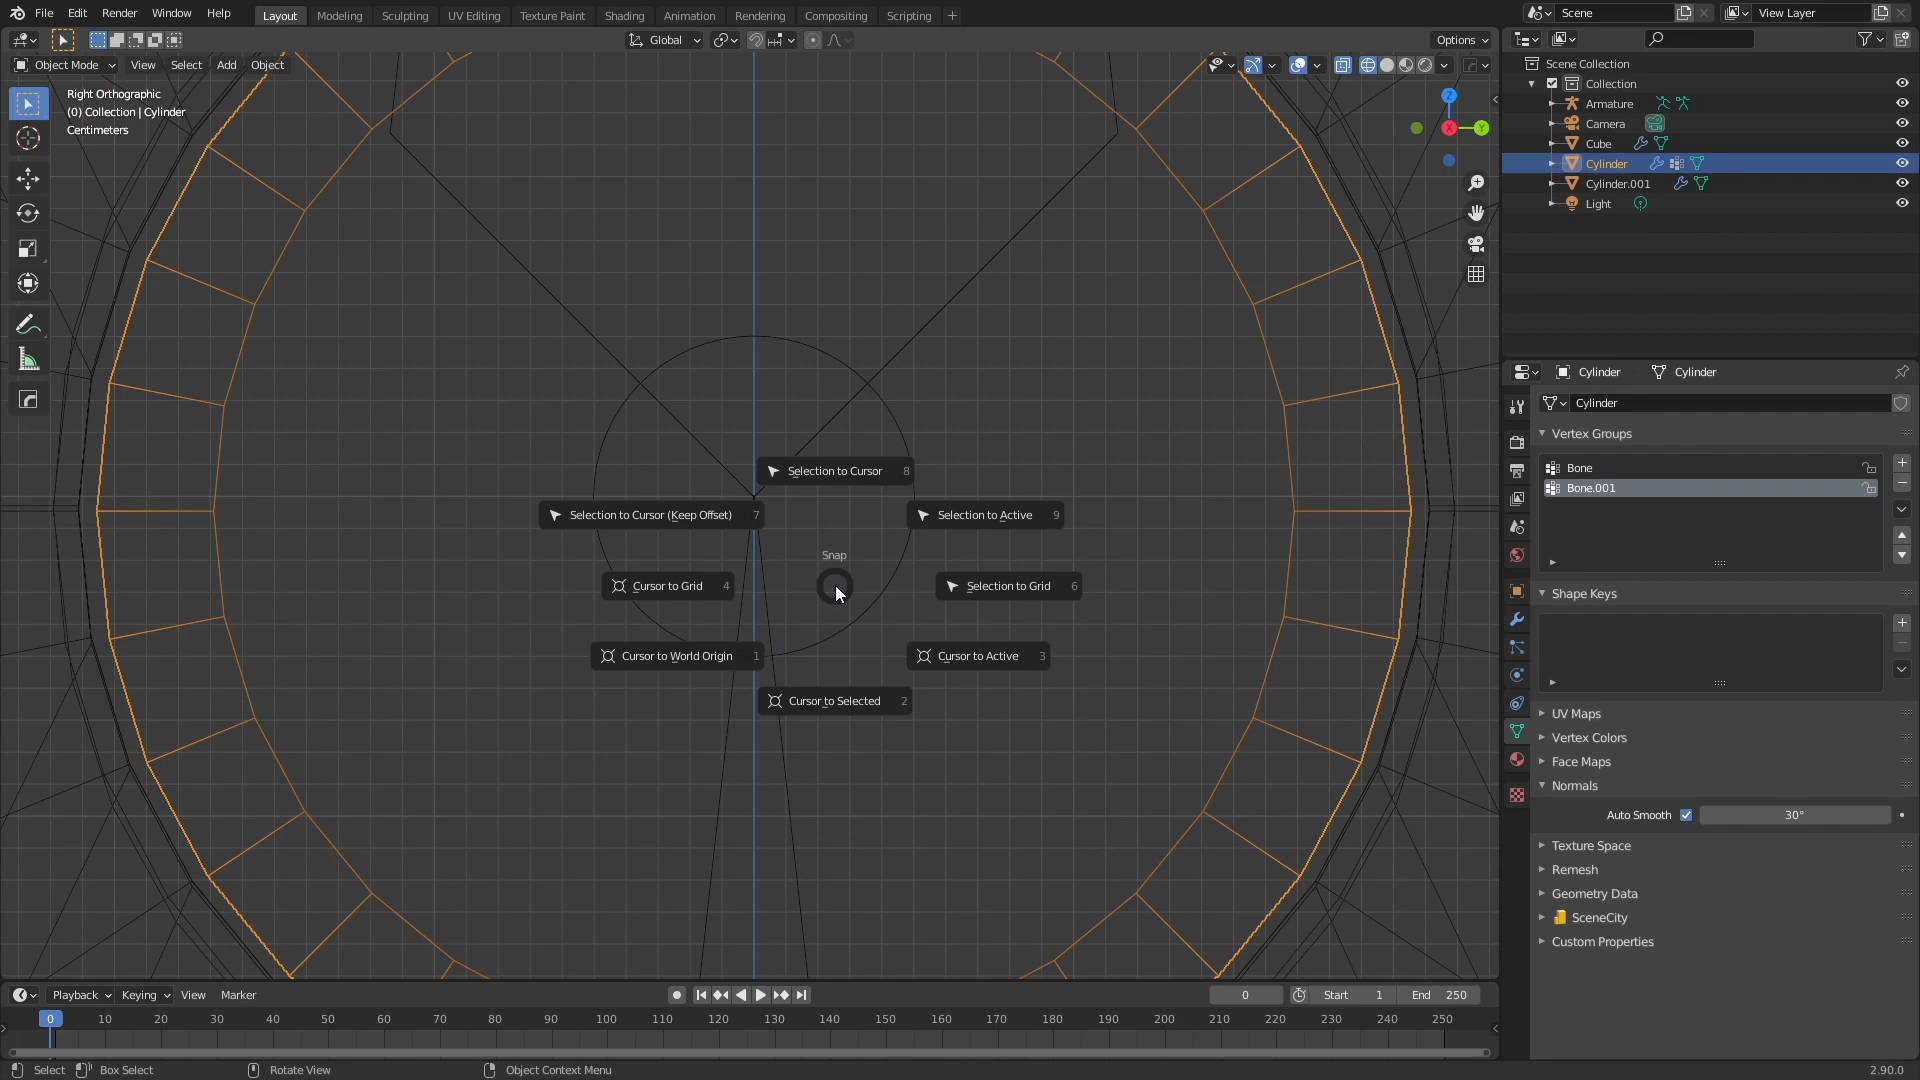 File Edit Render Window Help Layout Modeling Sculpting UV Editing Texture Paint Shading Animation Rendering Compositing Scripting + Scene View Layer
Global Options
Object Mode View Select Add Object
Right Orthographic
(0) Collection | Cylinder
Centimeters
Z
X
Y
Selection to Cursor 8
Selection to Cursor (Keep Offset) 7
Selection to Active 9
Snap
Cursor to Grid 4
Selection to Grid 6
Cursor to World Origin 1
Cursor to Active 3
Cursor to Selected 2
Scene Collection
Collection
Armature
Camera
Cube
Cylinder
Cylinder.001
Light
Cylinder Cylinder
Cylinder
Vertex Groups
Bone
Bone.001
Shape Keys
UV Maps
Vertex Colors
Face Maps
Normals
Auto Smooth 30°
Texture Space
Remesh
Geometry Data
SceneCity
Custom Properties
Playback Keying View Marker 0 Start 1 End 250
0 10 20 30 40 50 60 70 80 90 100 110 120 130 140 150 160 170 180 190 200 210 220 230 240 250
Select Box Select Rotate View Object Context Menu 2.90.0